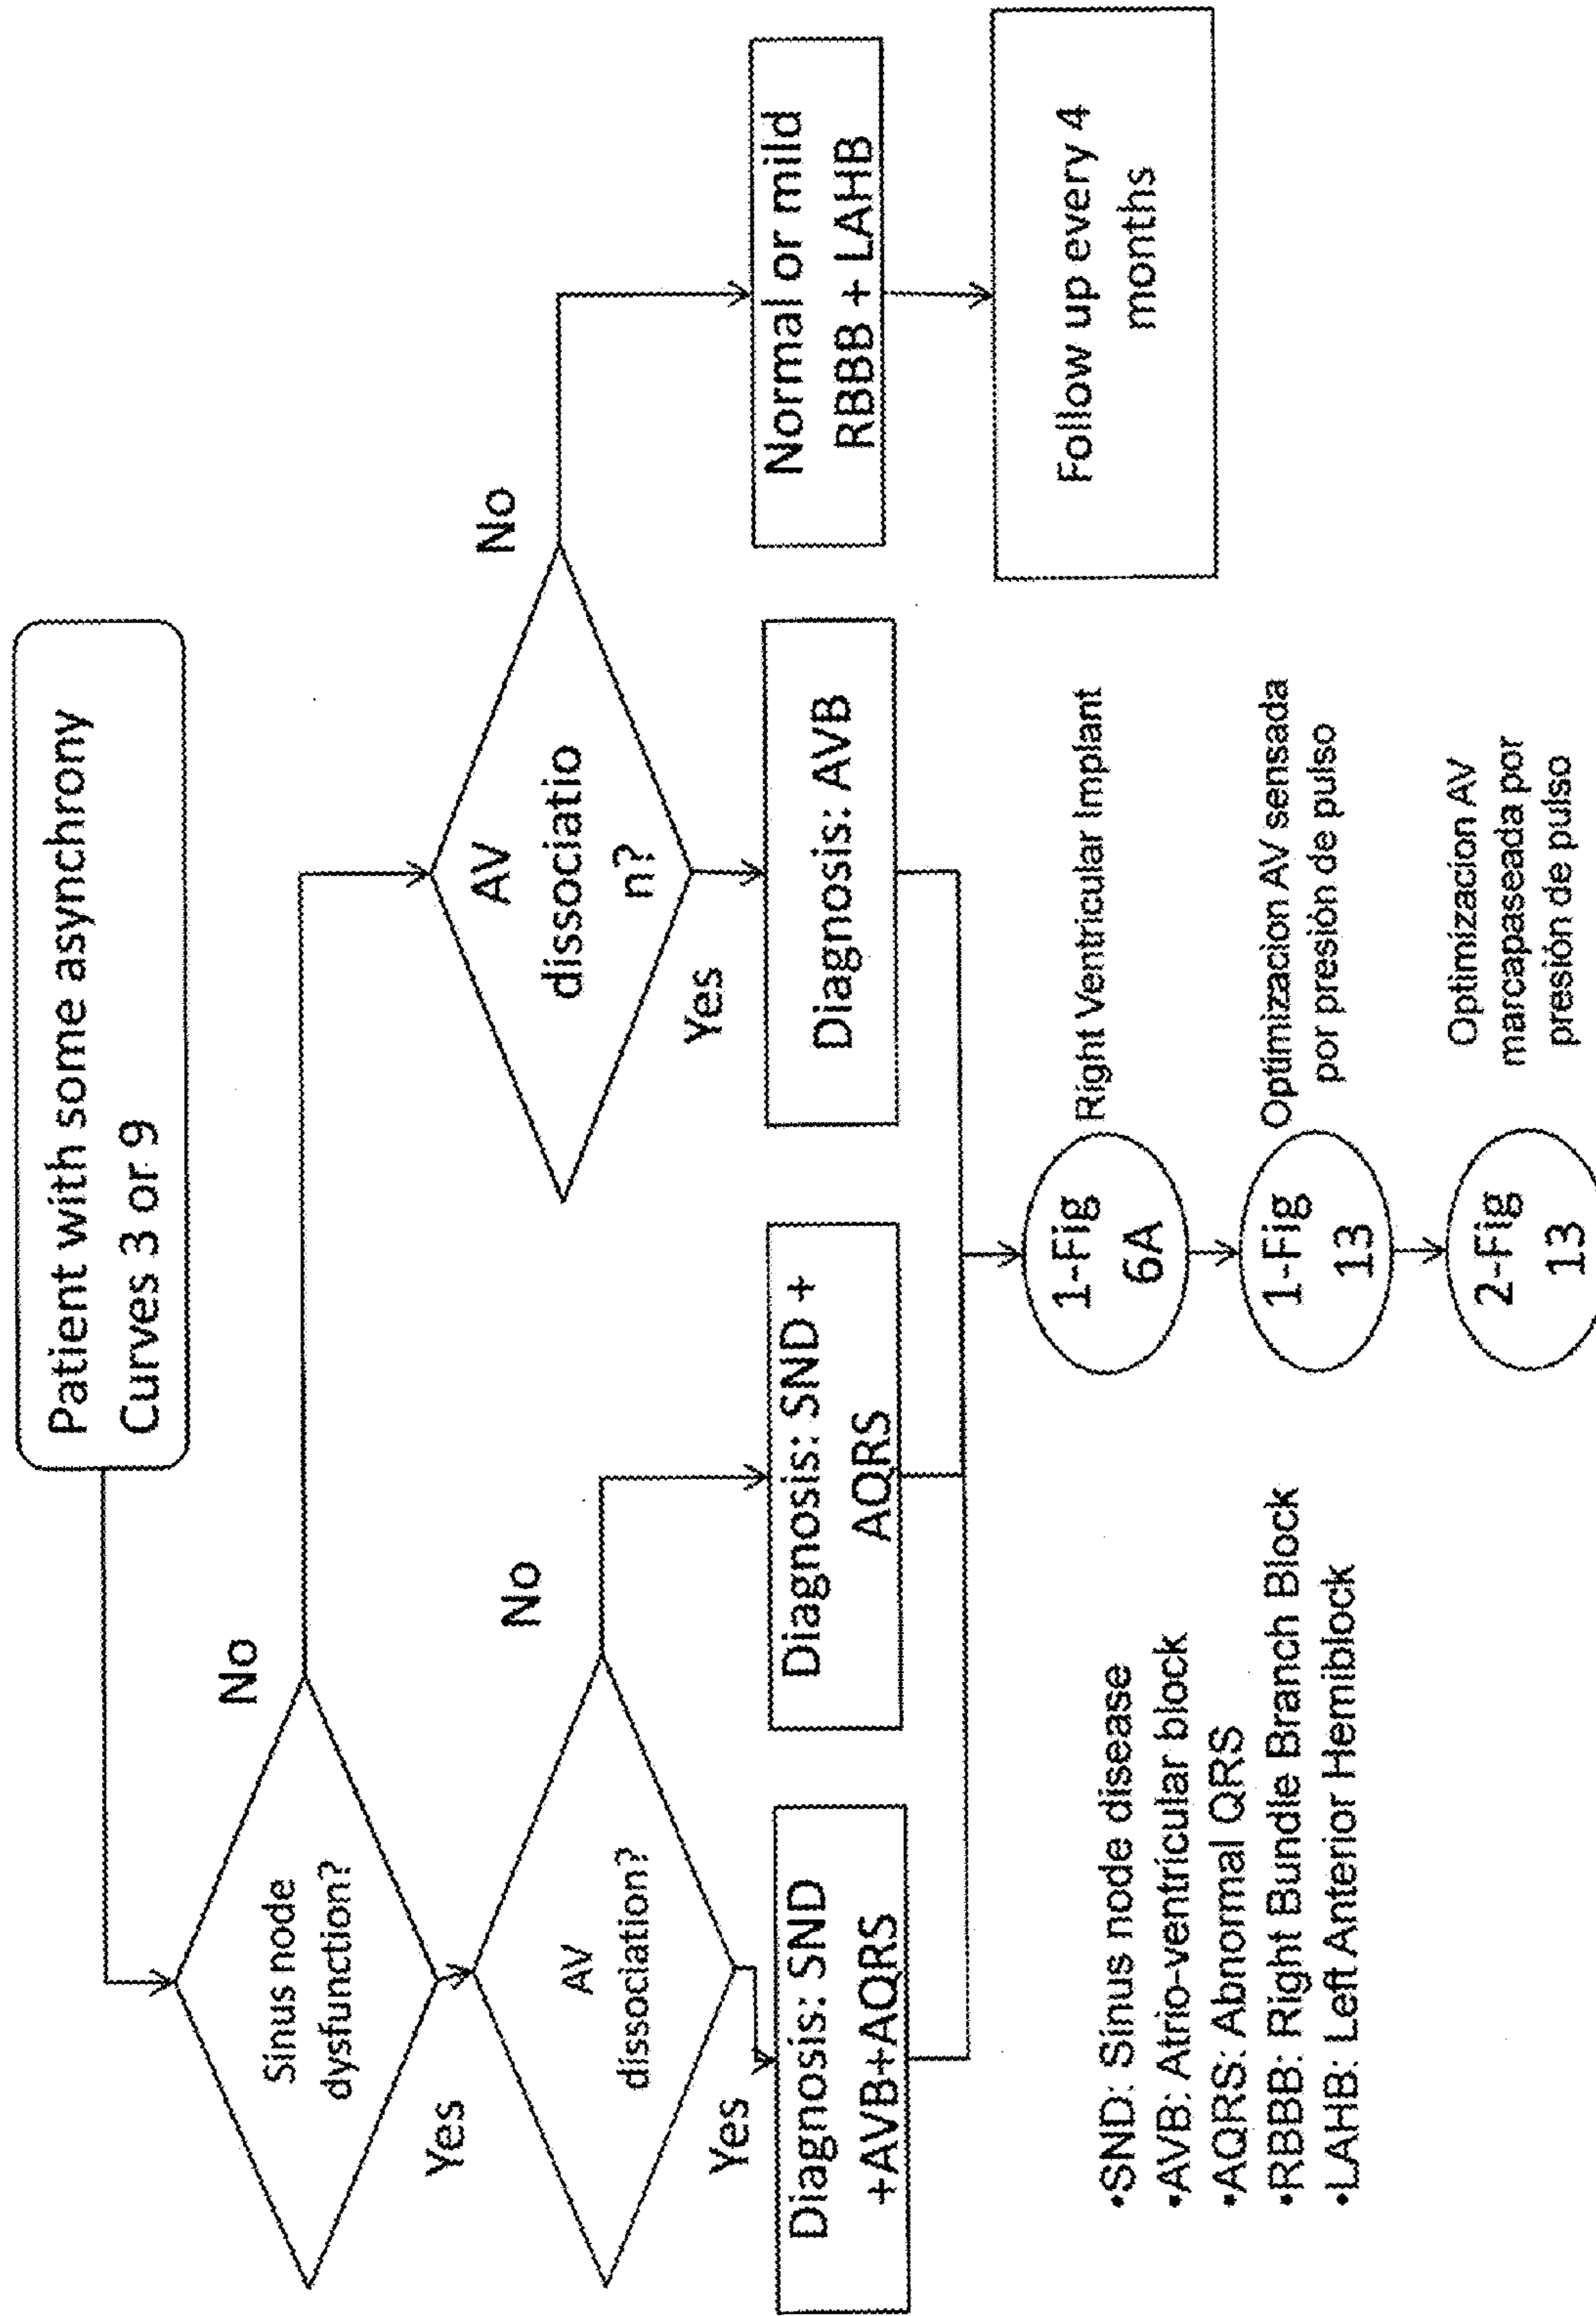 Patient with some asynchrony
Curves 3 or 9
Sinus node
dysfunction?
No
Yes
AV
dissociation?
No
Yes
AV
dissociatio
n?
No
Yes
Diagnosis: SND
+AVB+AQRS
Diagnosis: SND +
AQRS
Diagnosis: AVB
Normal or mild
RBBB + LAHB
Follow up every 4
months
1-Fig
6A
Right Ventricular Implant
1-Fig
13
Optimizacion AV sensada
por presión de pulso
2-Fig
13
Optimizacion AV
marcapaseada por
presión de pulso
•SND: Sinus node disease
•AVB: Atrio-ventricular block
•AQRS: Abnormal QRS
•RBBB: Right Bundle Branch Block
•LAHB: Left Anterior Hemiblock